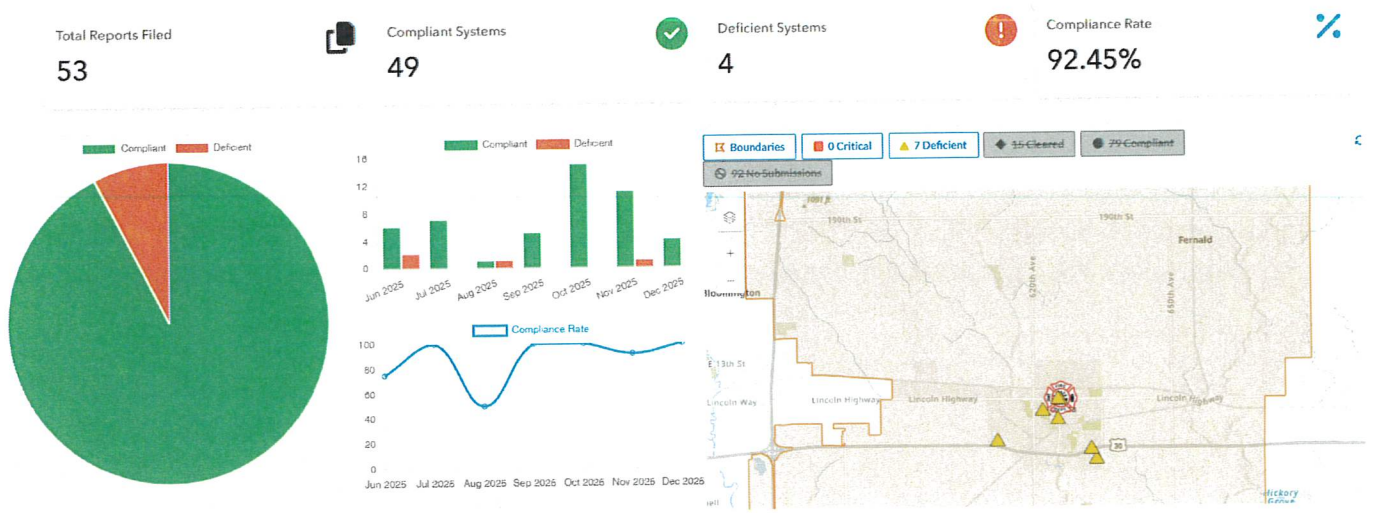 Total Reports Filed
53
Compliant Systems
49
Deficient Systems
4
Compliance Rate
92.45%
Compliant Deficient
Compliant Deficient
16
12
8
4
0
Jun 2025 Jul 2025 Aug 2025 Sep 2025 Oct 2025 Nov 2025 Dec 2025
Compliance Rate
100
80
60
40
20
0
Jun 2025 Jul 2025 Aug 2025 Sep 2025 Oct 2025 Nov 2025 Dec 2025
Boundaries
0 Critical
7 Deficient
15 Cleared
79 Compliant
92 No Submissions
190th St
190th St
Fernald
620th Ave
650th Ave
Bloomington
E 13th St
Lincoln Way
Lincoln Highway
Lincoln Highway
Lincoln Highway
30
Hickory
Grove